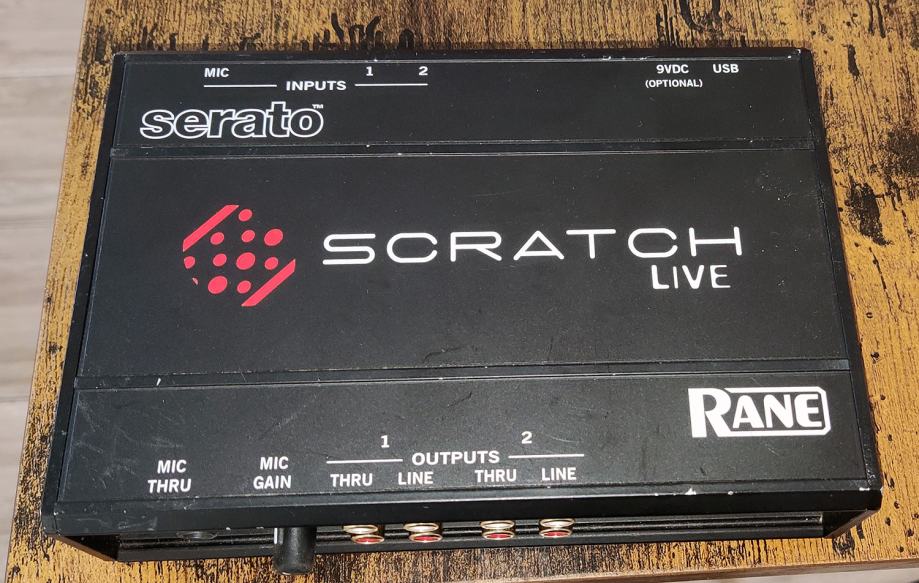 MIC 1 2 9VDC USB
INPUTS (OPTIONAL)
serato™
SCRATCH
LIVE
RANE
1 2
OUTPUTS
MIC THRU MIC GAIN THRU LINE THRU LINE